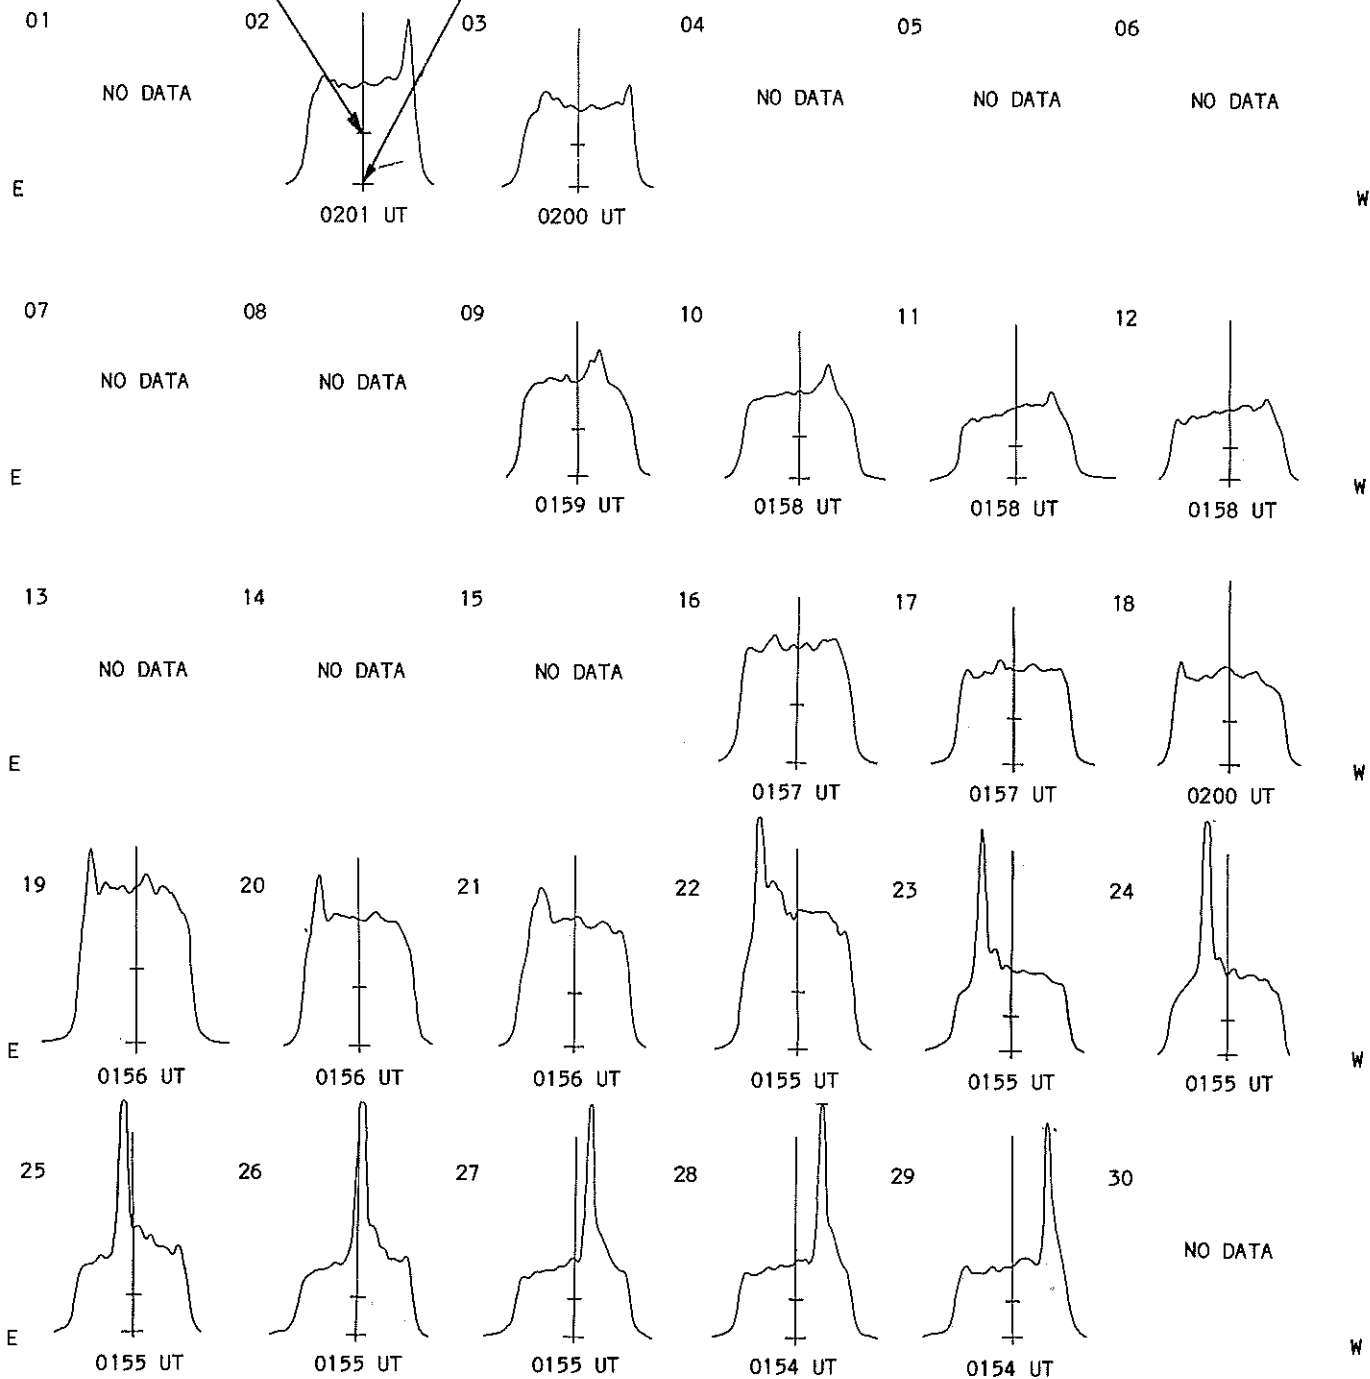 01 02 03 04 05 06
NO DATA NO DATA NO DATA NO DATA
E W
0201 UT 0200 UT
07 08 09 10 11 12
NO DATA NO DATA
E W
0159 UT 0158 UT 0158 UT 0158 UT
13 14 15 16 17 18
NO DATA NO DATA NO DATA
E W
0157 UT 0157 UT 0200 UT
19 20 21 22 23 24
E W
0156 UT 0156 UT 0156 UT 0155 UT 0155 UT 0155 UT
25 26 27 28 29 30
NO DATA
E W
0155 UT 0155 UT 0155 UT 0154 UT 0154 UT